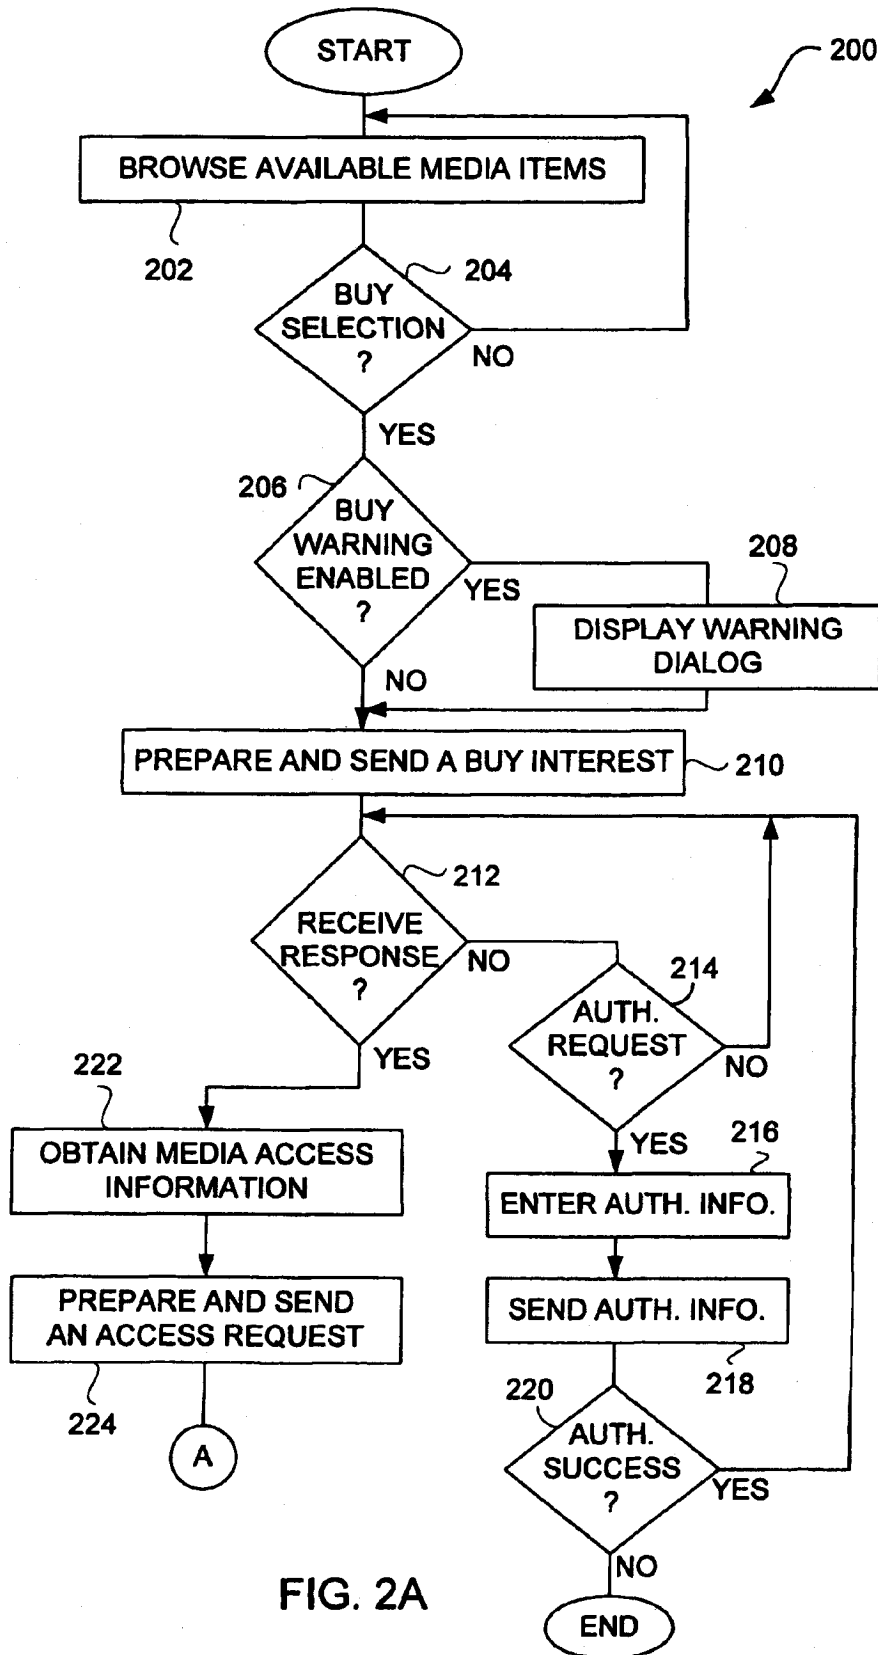 START
200
BROWSE AVAILABLE MEDIA ITEMS
202
204
BUY
SELECTION
?
NO
YES
206
BUY
WARNING
ENABLED
?
YES
208
DISPLAY WARNING
DIALOG
NO
PREPARE AND SEND A BUY INTEREST
210
212
RECEIVE
RESPONSE
?
NO
214
AUTH.
REQUEST
?
NO
YES
YES
222
OBTAIN MEDIA ACCESS
INFORMATION
216
ENTER AUTH. INFO.
PREPARE AND SEND
AN ACCESS REQUEST
224
SEND AUTH. INFO.
218
A
220
AUTH.
SUCCESS
?
YES
NO
END
FIG. 2A